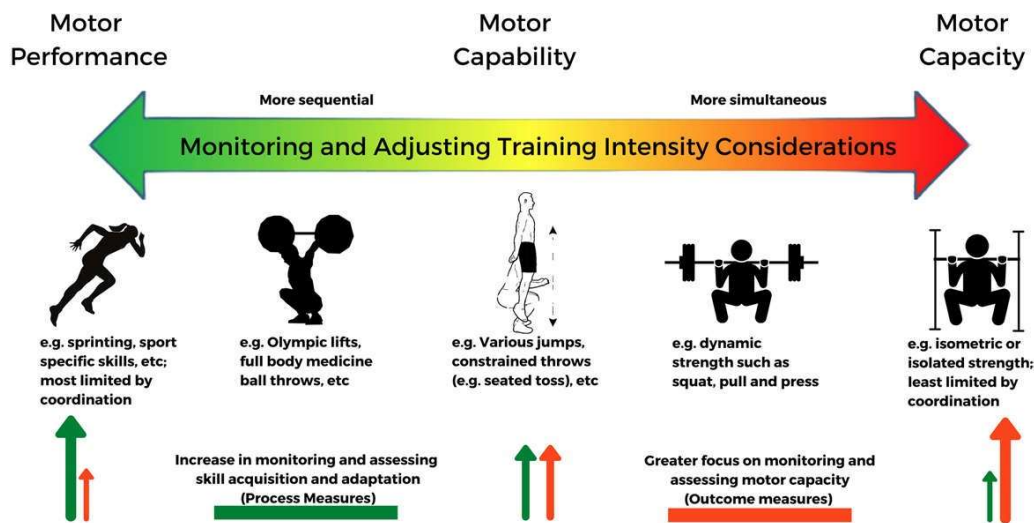 Motor
Performance
Motor
Capability
Motor
Capacity
More sequential
More simultaneous
Monitoring and Adjusting Training Intensity Considerations
e.g. sprinting, sport
specific skills, etc;
most limited by
coordination
e.g. Olympic lifts,
full body medicine
ball throws, etc
e.g. Various jumps,
constrained throws
(e.g. seated toss), etc
e.g. dynamic
strength such as
squat, pull and press
e.g. isometric or
isolated strength;
least limited by
coordination
Increase in monitoring and assessing
skill acquisition and adaptation
(Process Measures)
Greater focus on monitoring and
assessing motor capacity
(Outcome measures)